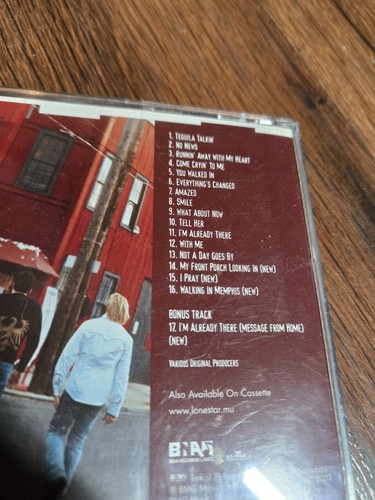 1. Tequila Talkin'
2. No News
3. Runnin' Away With My Heart
4. Come Cryin' To Me
5. You Walked In
6. Everything's Changed
7. Amazed
8. Smile
9. What About Now
10. Tell Her
11. I'm Already There
12. With Me
13. Not A Day Goes By
14. My Front Porch Looking In (new)
15. I Pray (new)
16. Walking In Memphis (new)
Bonus Track
17. I'm Already There (Message From Home)
(new)
Various Original Producers
Also Available On Cassette
www.lonestar.mu
BNA